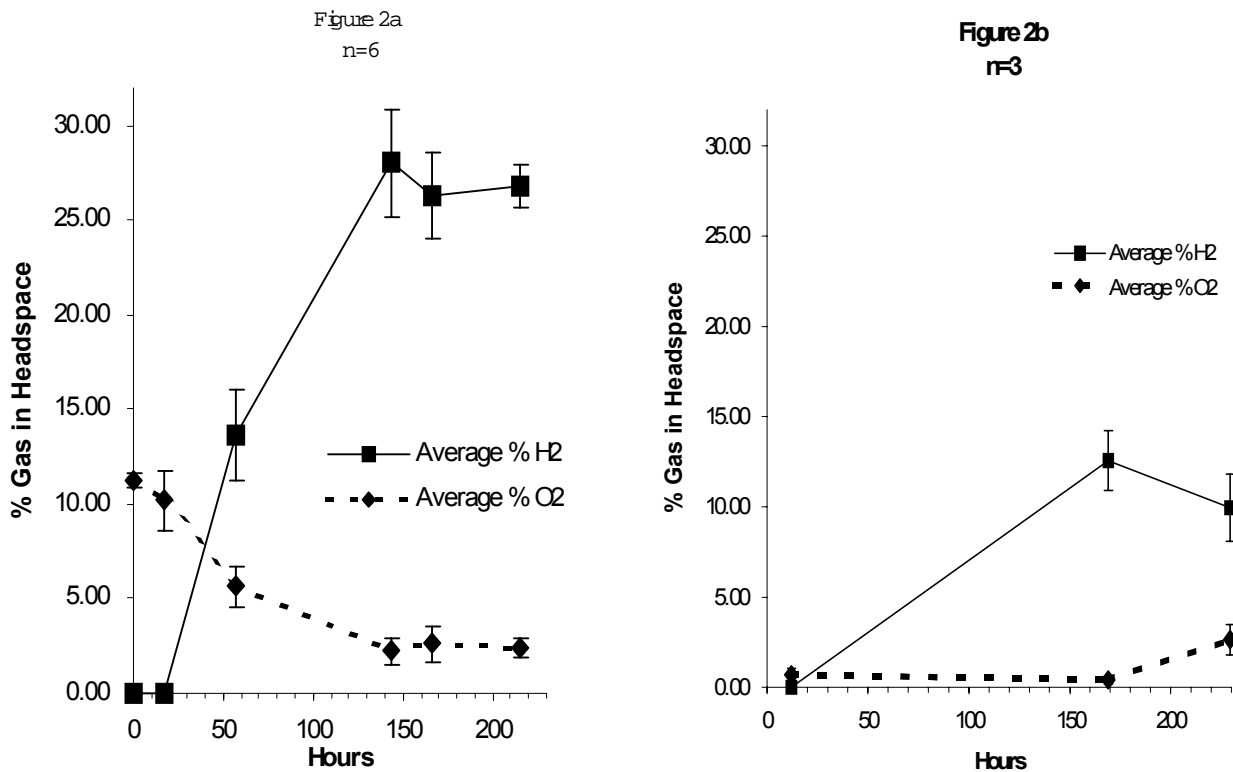 Figure 2a
n=6
% Gas in Headspace
30.00
25.00
20.00
15.00
10.00
5.00
0.00
Average % H2
Average % O2
0 50 100 150 200
Hours
Figure 2b
n=3
% Gas in Headspace
30.00
25.00
20.00
15.00
10.00
5.00
0.00
Average % H2
Average % O2
0 50 100 150 200
Hours